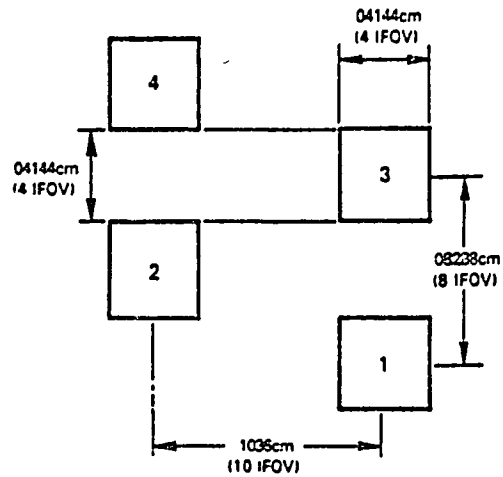 04144cm
(4 IFOV)
4
3
04144cm
(4 IFOV)
2
08238cm
(8 IFOV)
1
1036cm
(10 IFOV)